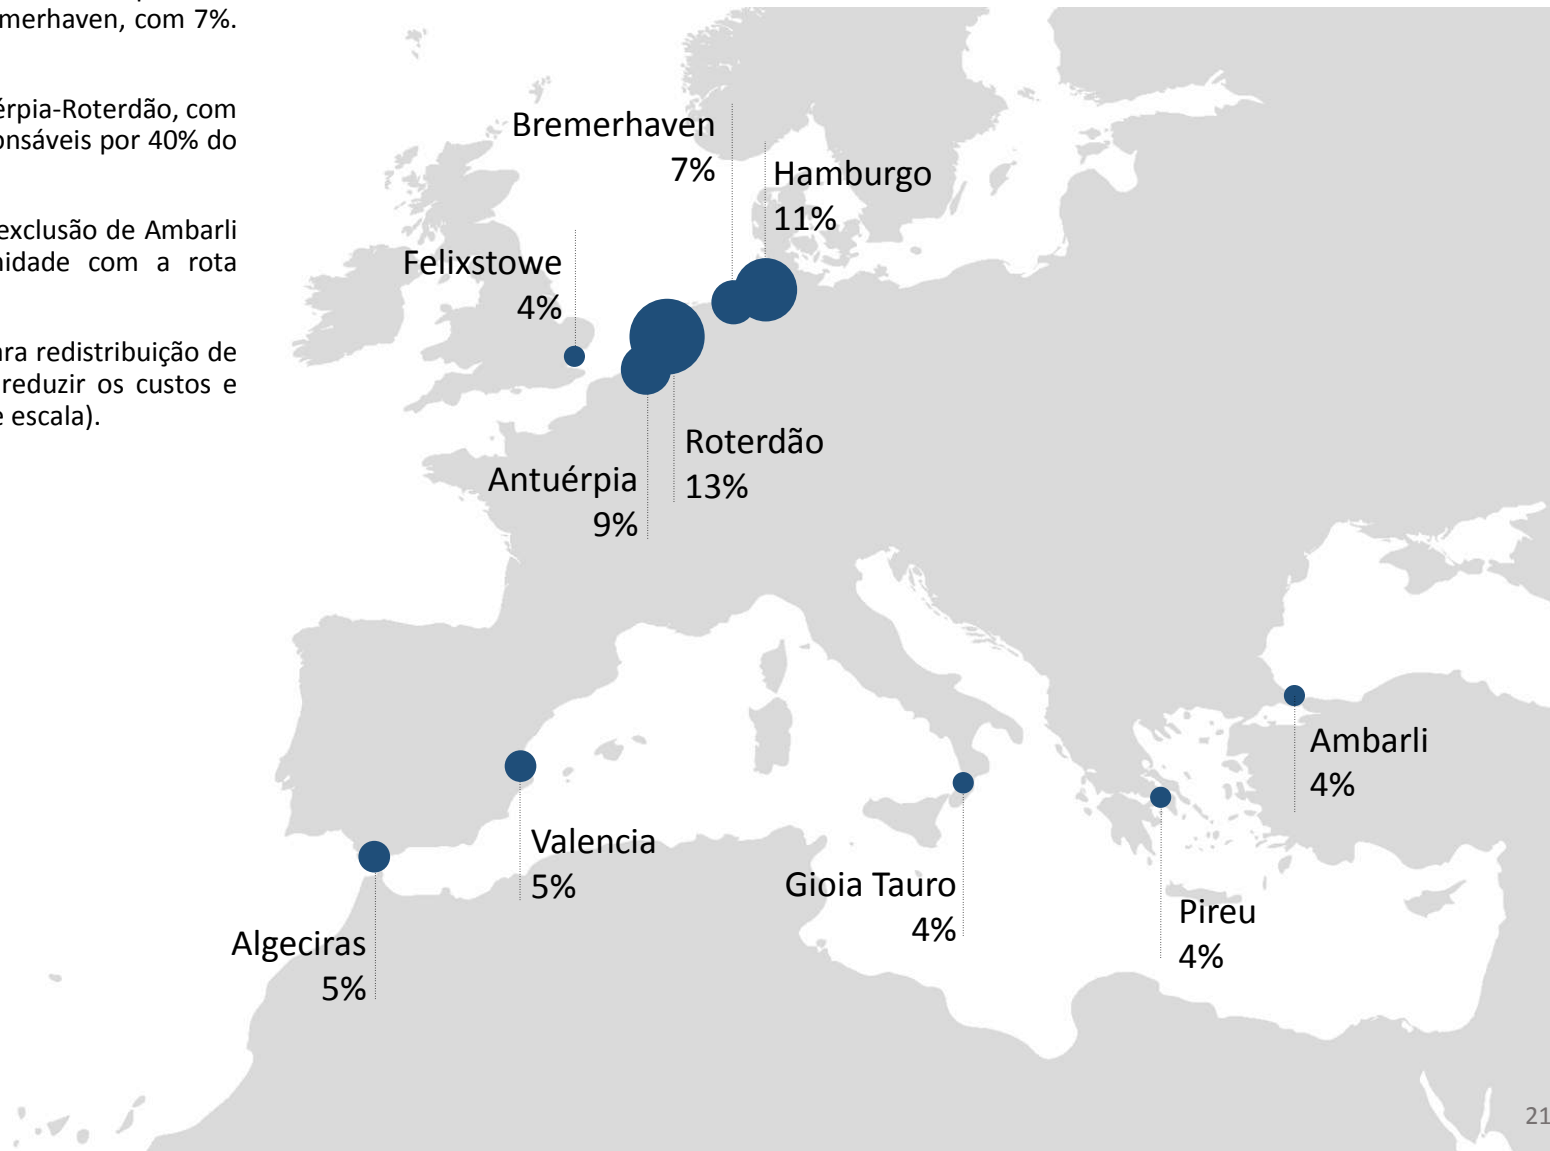 merhaven, com 7%.
érpia-Roterdão, com
onsáveis por 40% do
exclusão de Ambarli
nidade com a rota
ara redistribuição de
reduzir os custos e
e escala).
Bremerhaven
7%
Hamburgo
11%
Felixstowe
4%
Roterdão
13%
Antuérpia
9%
Ambarli
4%
Valencia
5%
Gioia Tauro
4%
Pireu
4%
Algeciras
5%
21